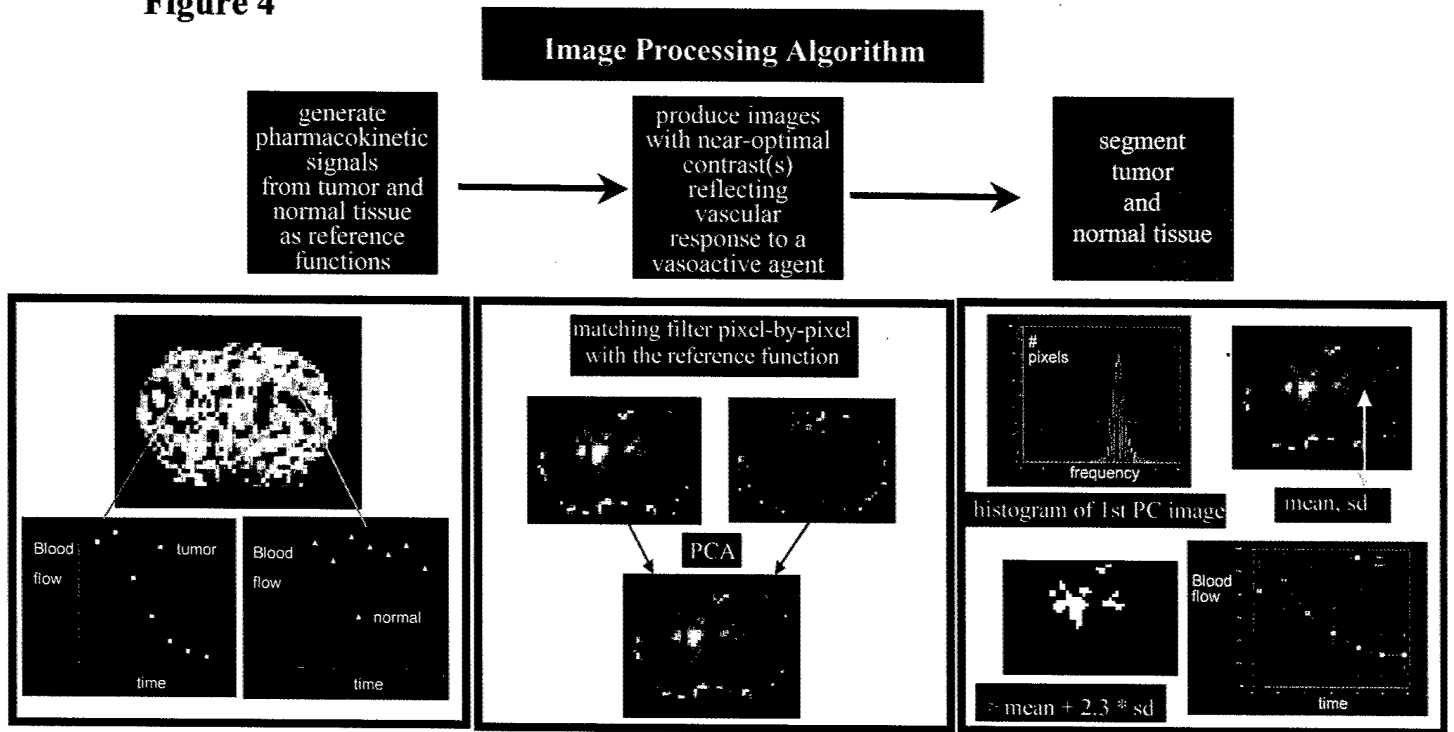 Figure 4
Image Processing Algorithm
generate
pharmacokinetic
signals
from tumor and
normal tissue
as reference
functions
produce images
with near-optimal
contrast(s)
reflecting
vascular
response to a
vasoactive agent
segment
tumor
and
normal tissue
Blood
flow
tumor
time
Blood
flow
normal
time
matching filter pixel-by-pixel
with the reference function
PCA
#
pixels
frequency
histogram of 1st PC image
mean, sd
mean + 2.3 * sd
Blood
flow
time